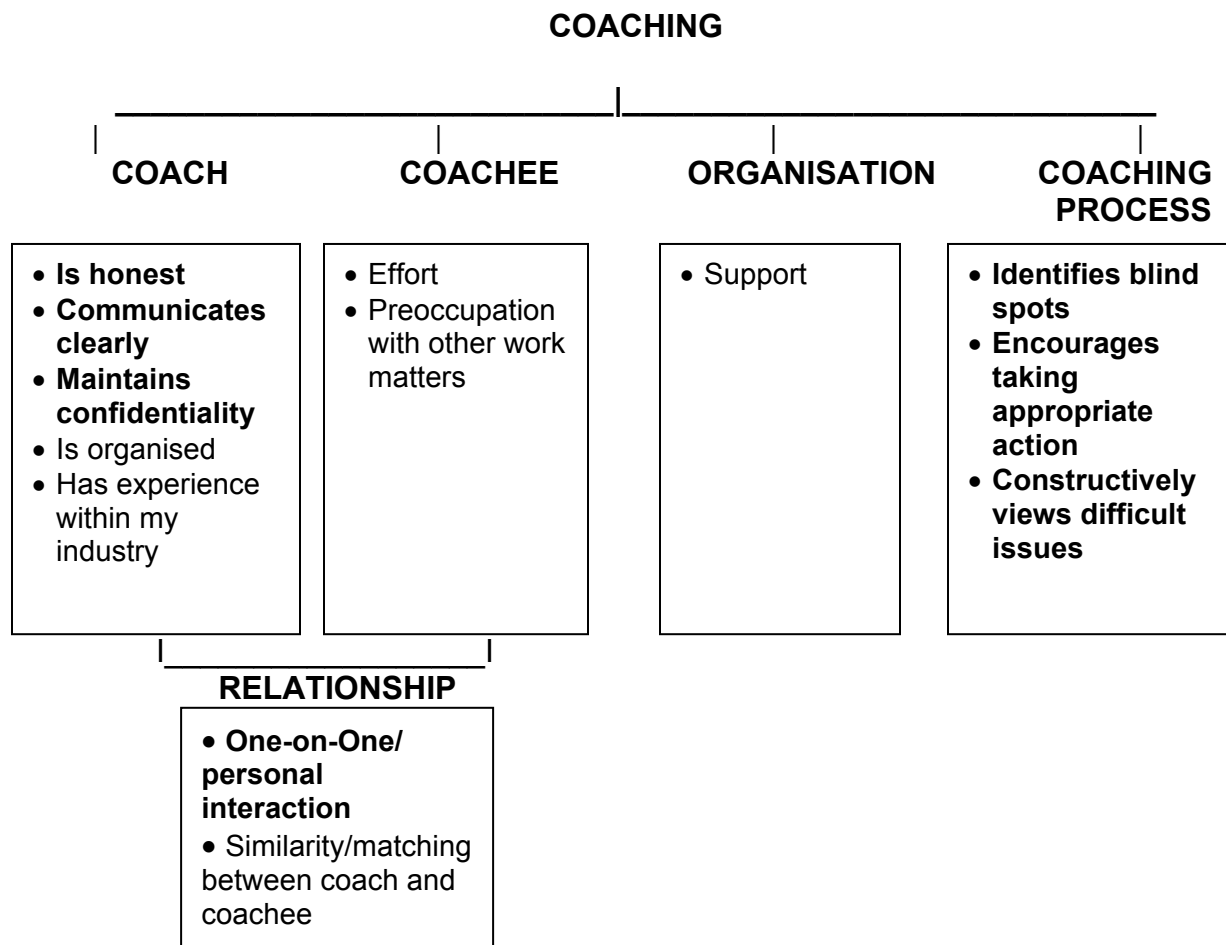 COACHING
COACH
COACHEE
ORGANISATION
COACHING
PROCESS
• Is honest
• Communicates
clearly
• Maintains
confidentiality
• Is organised
• Has experience
within my
industry
• Effort
• Preoccupation
with other work
matters
• Support
• Identifies blind
spots
• Encourages
taking
appropriate
action
• Constructively
views difficult
issues
RELATIONSHIP
• One-on-One/
personal
interaction
• Similarity/matching
between coach and
coachee